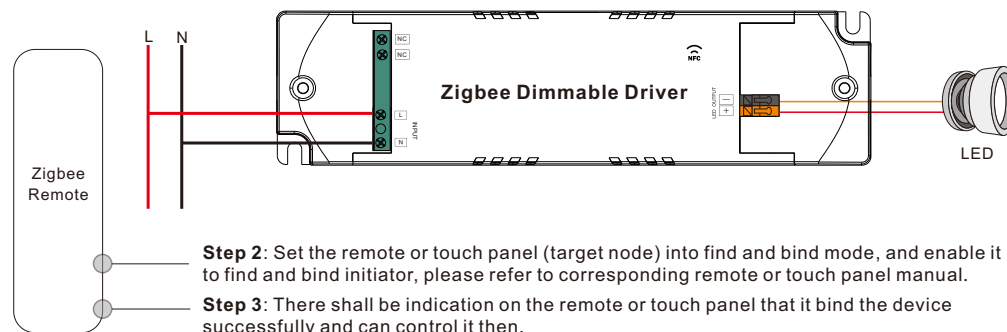 L N
NC
NC
NFC
Zigbee Dimmable Driver
LED OUTPUT
—
+
L
INPUT
N
LED
Zigbee
Remote
Step 2: Set the remote or touch panel (target node) into find and bind mode, and enable it
to find and bind initiator, please refer to corresponding remote or touch panel manual.
Step 3: There shall be indication on the remote or touch panel that it bind the device
successfully and can control it then.